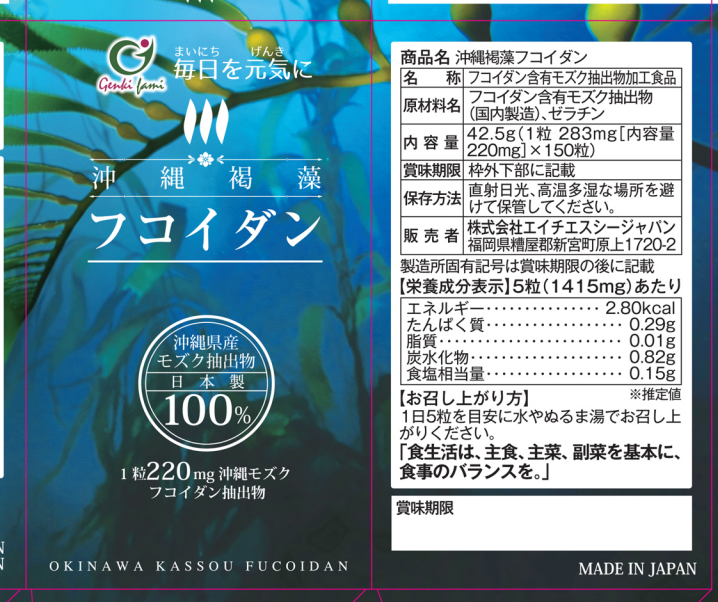 Genki fami
まいにち げんき
毎日を元気に
沖縄褐藻
フコイダン
沖縄県産
モズク抽出物
日本製
100%
1粒220mg 沖縄モズク
フコイダン抽出物
OKINAWA KASSOU FUCOIDAN
商品名 沖縄褐藻フコイダン
名称 フコイダン含有モズク抽出物加工食品
原材料名 フコイダン含有モズク抽出物
(国内製造)、ゼラチン
内容量 42.5g(1粒 283mg[内容量
220mg]×150粒)
賞味期限 枠外下部に記載
保存方法 直射日光、高温多湿な場所を避
けて保管してください。
販売者 株式会社エイチエスシージャパン
福岡県糟屋郡新宮町原上1720-2
製造所固有記号は賞味期限の後に記載
【栄養成分表示】5粒(1415mg)あたり
エネルギー・・・・・・・・・・・・・・・ 2.80kcal
たんぱく質・・・・・・・・・・・・・・・・・ 0.29g
脂質・・・・・・・・・・・・・・・・・・・・・・ 0.01g
炭水化物・・・・・・・・・・・・・・・・・・ 0.82g
食塩相当量・・・・・・・・・・・・・・・・・ 0.15g
※推定値
【お召し上がり方】
1日5粒を目安に水やぬるま湯でお召し上
がりください。
「食生活は、主食、主菜、副菜を基本に、
食事のバランスを。」
賞味期限
MADE IN JAPAN